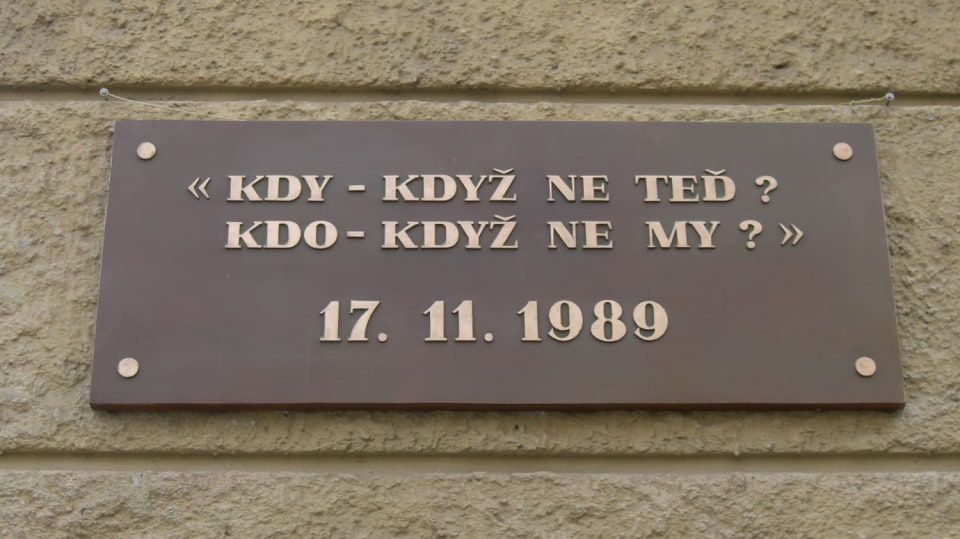 « KDY - KDYŽ NE TEĎ ?
KDO - KDYŽ NE MY ? »
17. 11. 1989